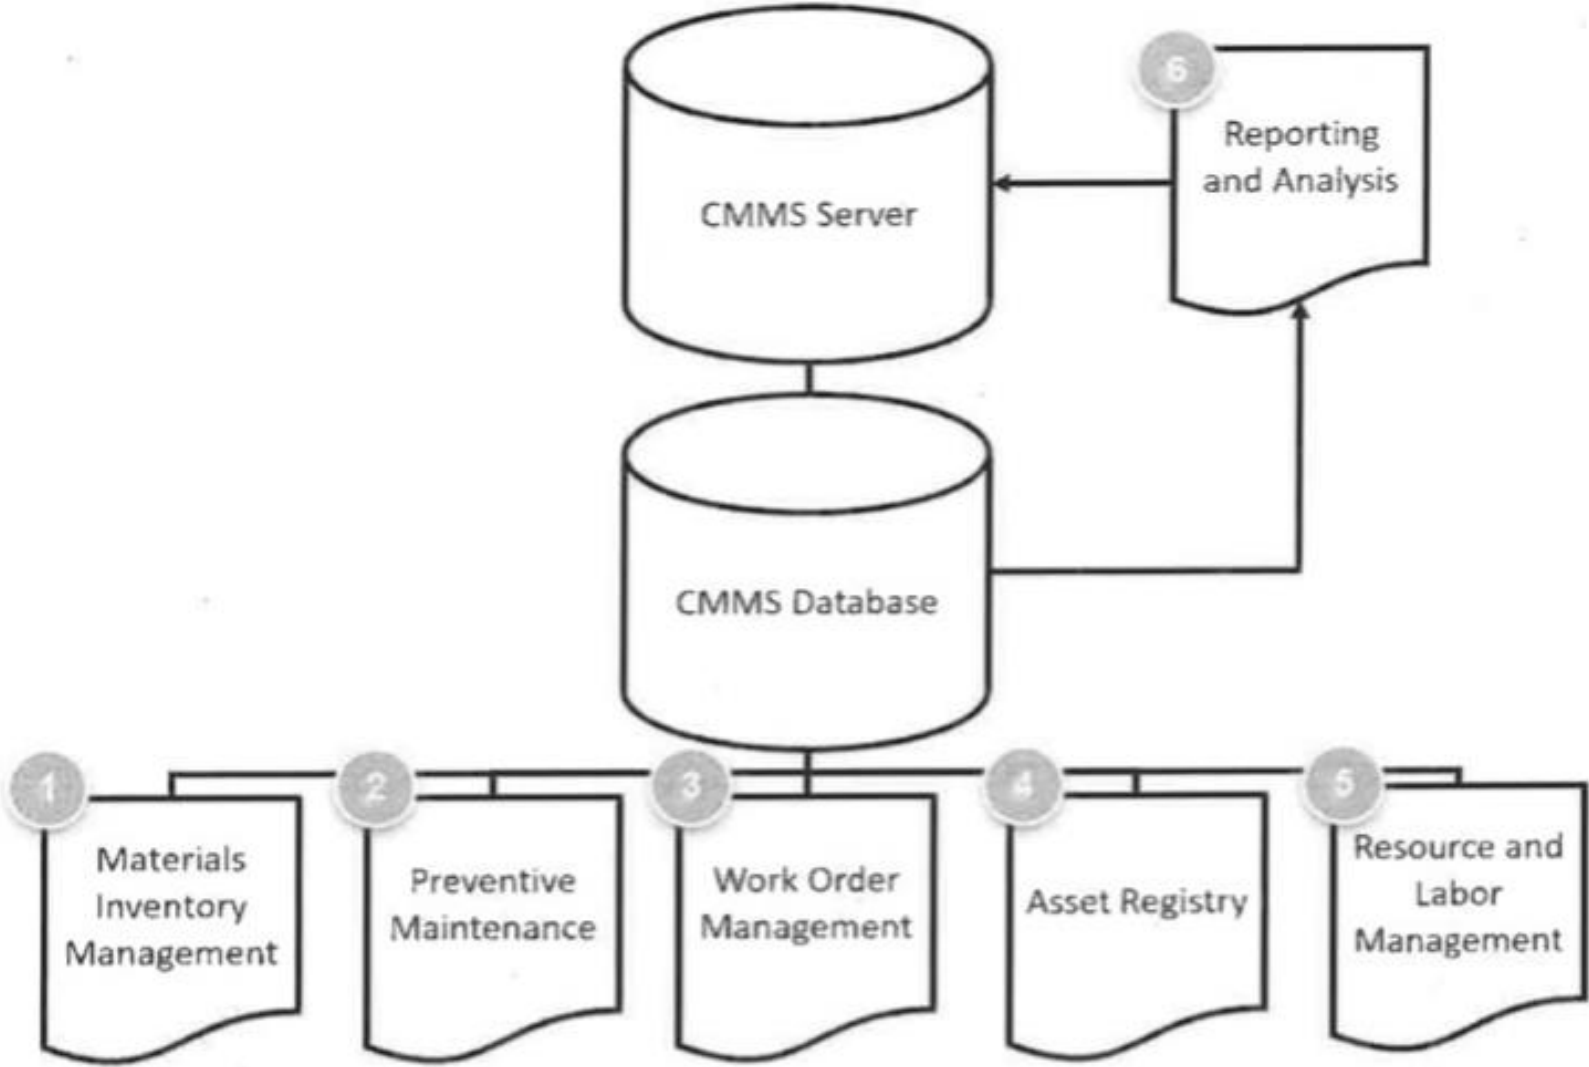 6
Reporting
and Analysis
CMMS Server
CMMS Database
1
Materials
Inventory
Management
2
Preventive
Maintenance
3
Work Order
Management
4
Asset Registry
5
Resource and
Labor
Management